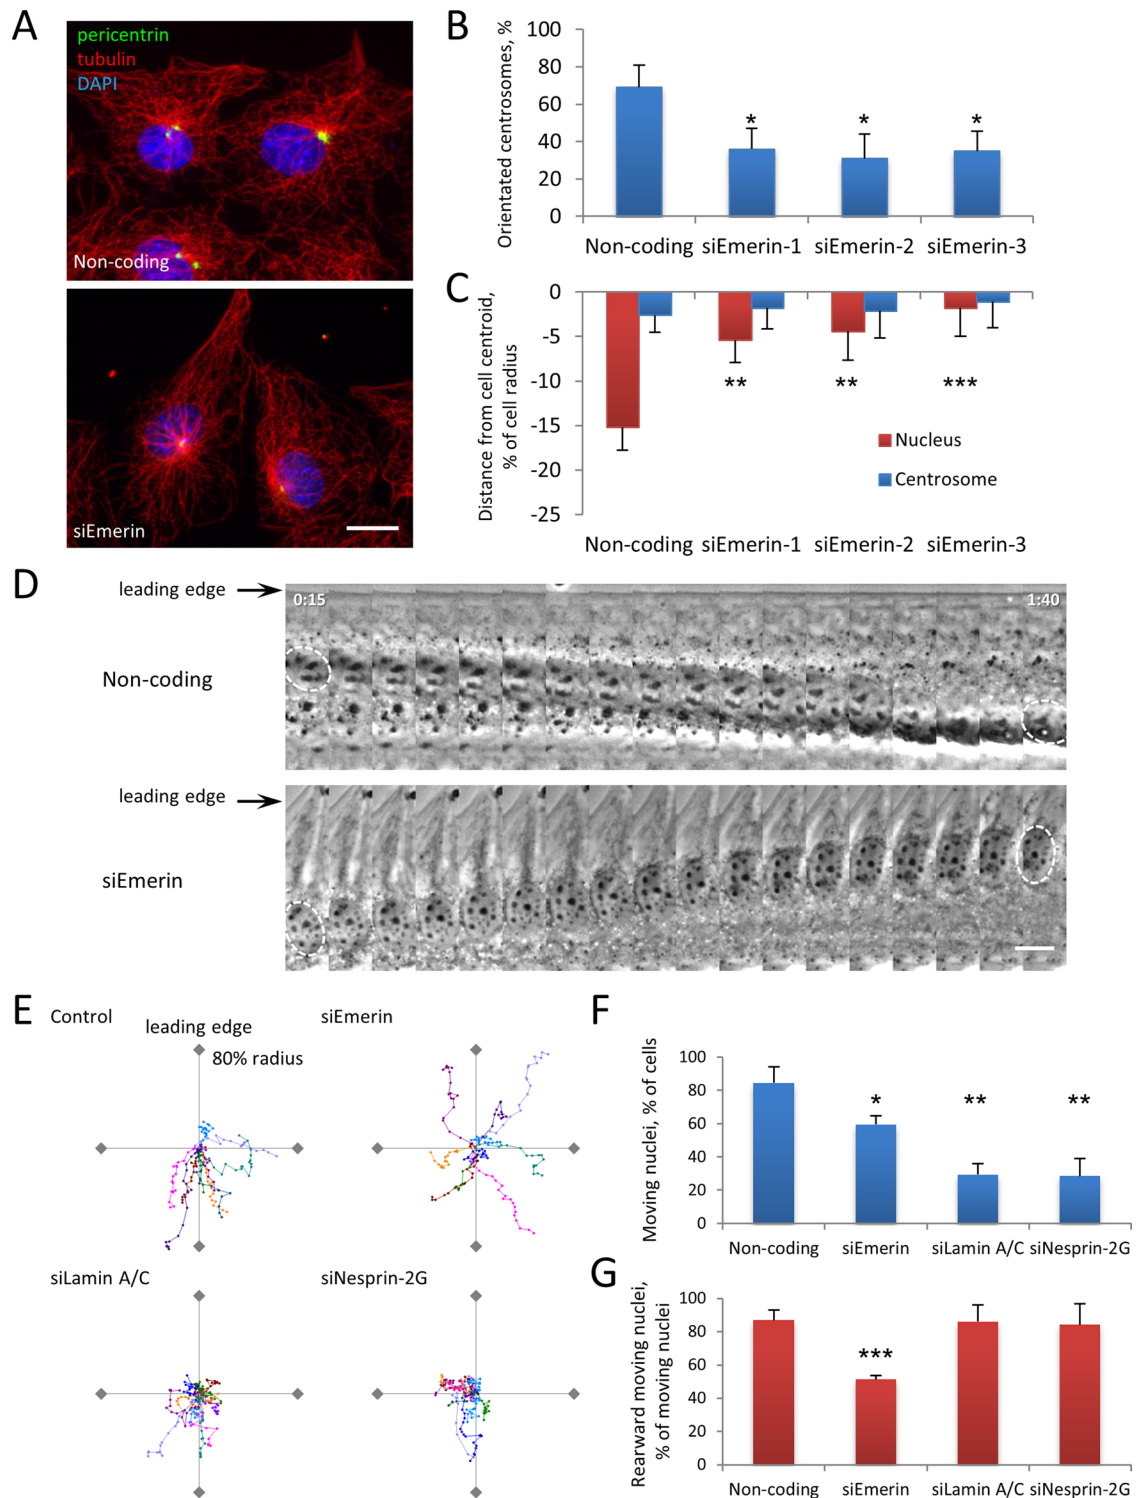 A
pericentrin
tubulin
DAPI
Non-coding
siEmerin
B
Orientated centrosomes, %
100
80
60
40
20
0
*
*
*
Non-coding
siEmerin-1
siEmerin-2
siEmerin-3
C
Distance from cell centroid,
% of cell radius
0
-5
-10
-15
-20
-25
**
**
***
Nucleus
Centrosome
Non-coding
siEmerin-1
siEmerin-2
siEmerin-3
D
leading edge
0:15
1:40
Non-coding
leading edge
siEmerin
E
Control
leading edge
80% radius
siEmerin
siLamin A/C
siNesprin-2G
F
Moving nuclei, % of cells
100
80
60
40
20
0
*
**
**
Non-coding
siEmerin
siLamin A/C
siNesprin-2G
G
Rearward moving nuclei,
% of moving nuclei
100
80
60
40
20
0
***
Non-coding
siEmerin
siLamin A/C
siNesprin-2G